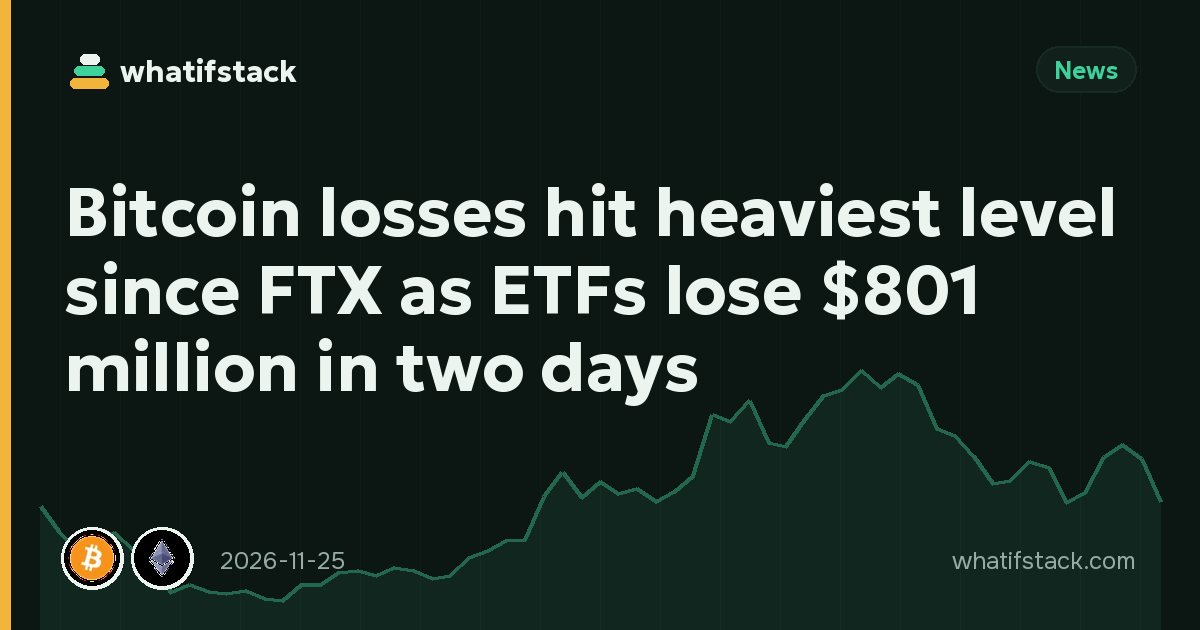 whatifstack
News
Bitcoin losses hit heaviest level
since FTX as ETFs lose $801
million in two days
2026-11-25
whatifstack.com